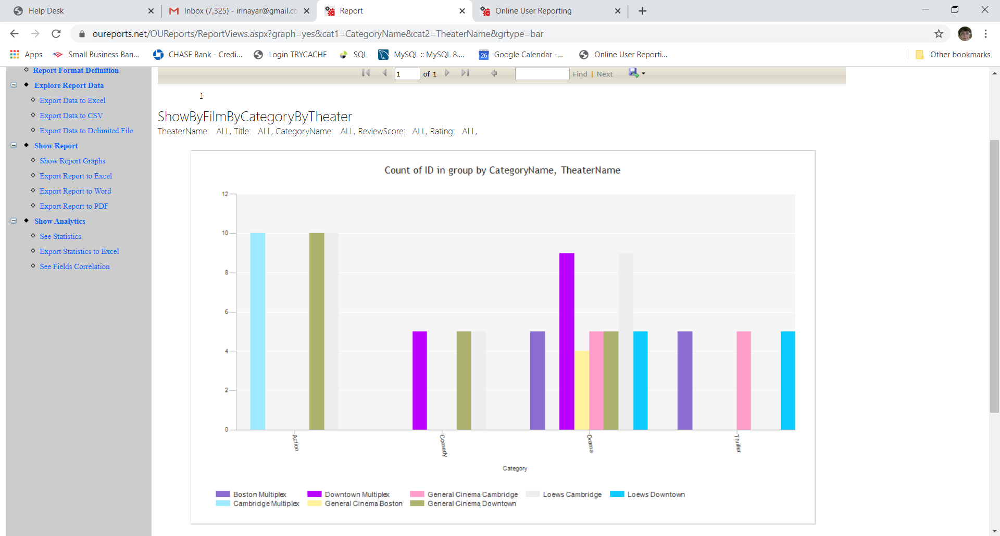 Help Desk
Inbox (7,325) - irinayar@gmail.co
Report
Online User Reporting
oureports.net/OUReports/ReportViews.aspx?graph=yes&cat1=CategoryName&cat2=TheaterName&grtype=bar
Apps
Small Business Ban...
CHASE Bank - Credi...
Login TRYCACHE
SQL
MySQL :: MySQL 8....
26
Google Calendar -...
Online User Reporti...
Other bookmarks
Report Format Definition
Explore Report Data
Export Data to Excel
Export Data to CSV
Export Data to Delimited File
Show Report
Show Report Graphs
Export Report to Excel
Export Report to Word
Export Report to PDF
Show Analytics
See Statistics
Export Statistics to Excel
See Fields Correlation
1 of 1 Find | Next
1
ShowByFilmByCategoryByTheater
TheaterName: ALL, Title: ALL, CategoryName: ALL, ReviewScore: ALL, Rating: ALL,
Count of ID in group by CategoryName, TheaterName
12
10
8
6
4
2
0
Action
Comedy
Drama
Thriller
Category
Boston Multiplex Downtown Multiplex General Cinema Cambridge Loews Cambridge Loews Downtown
Cambridge Multiplex General Cinema Boston General Cinema Downtown